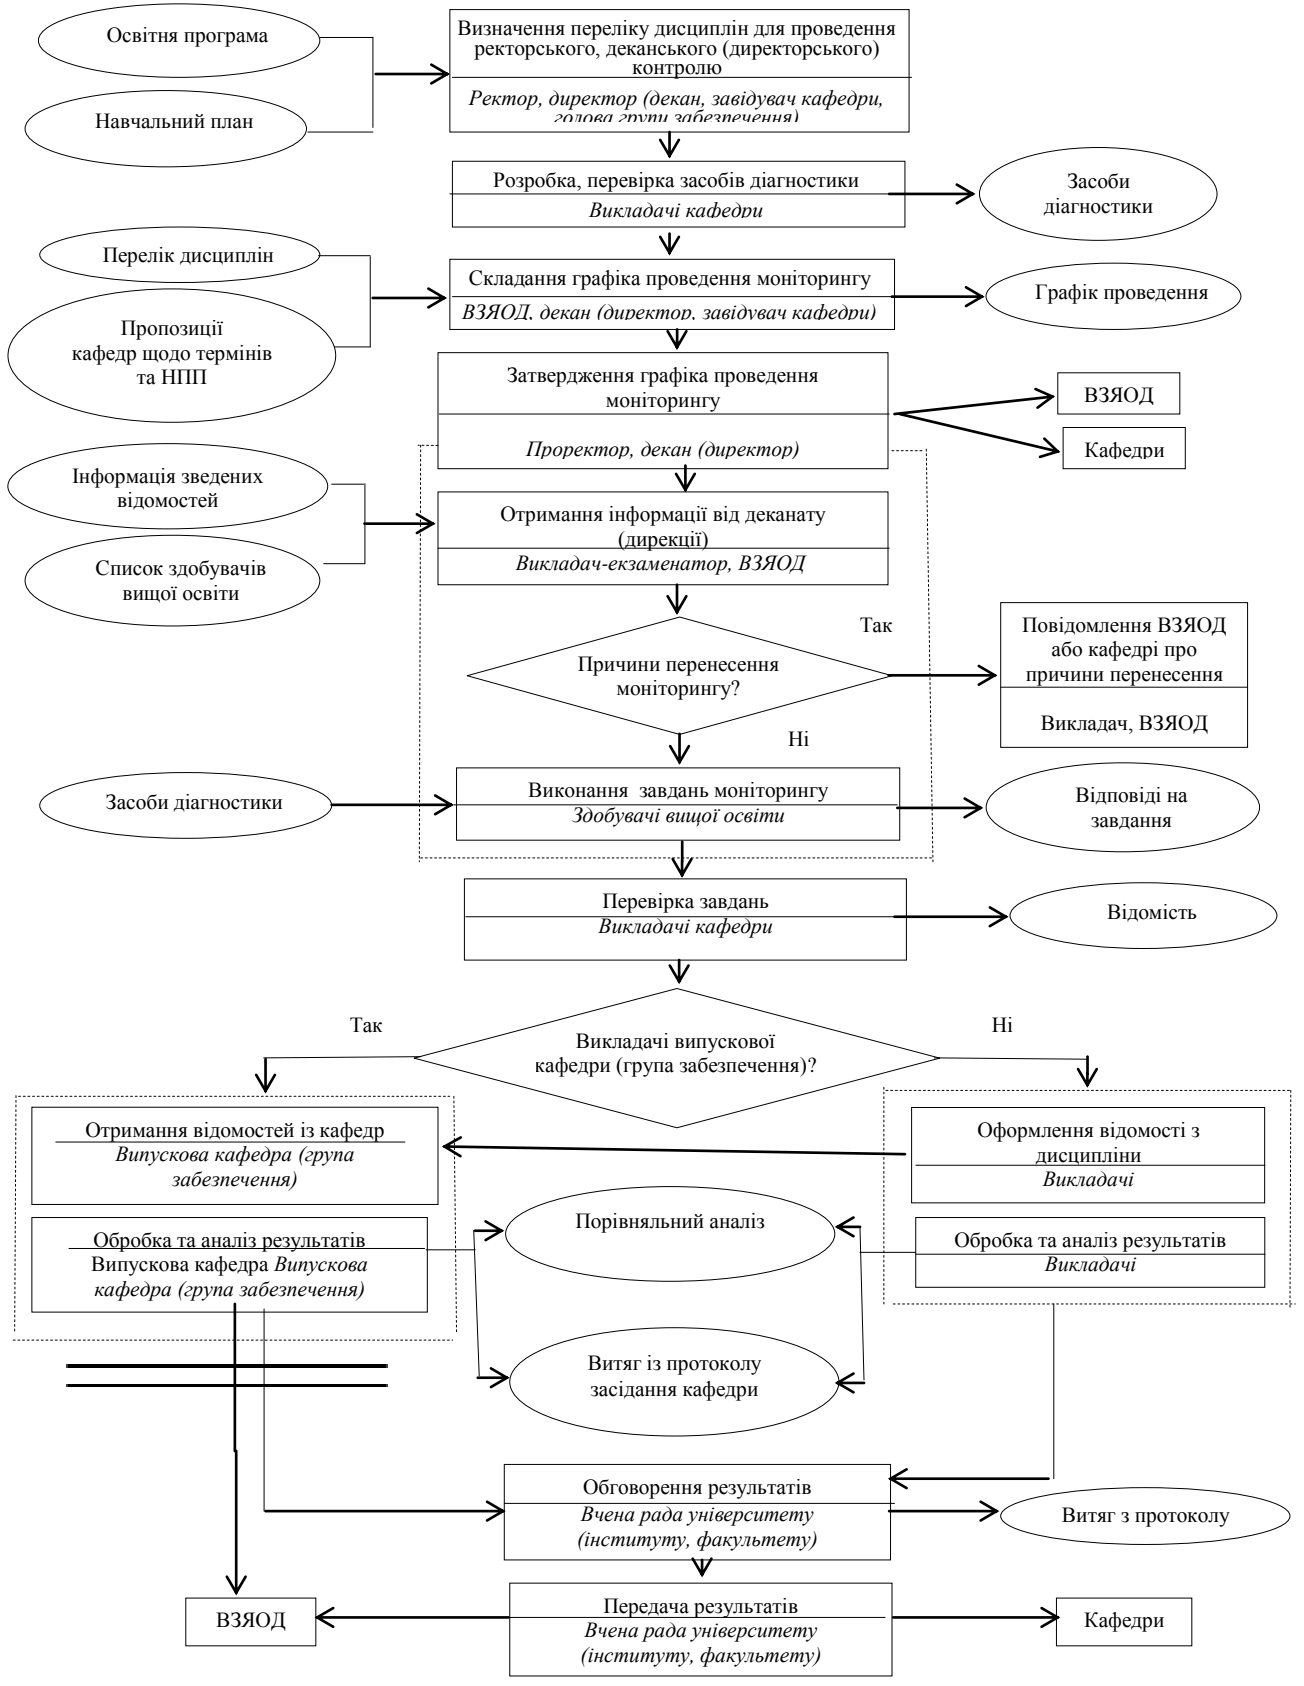 Освітня програма
Визначення переліку дисциплін для проведення
ректорського, деканського (директорського)
контролю
Ректор, директор (декан, завідувач кафедри,
голова групи забезпечення)
Навчальний план
Розробка, перевірка засобів діагностики
Викладачі кафедри
Засоби
діагностики
Перелік дисциплін
Складання графіка проведення моніторингу
ВЗЯОД, декан (директор, завідувач кафедри)
Графік проведення
Пропозиції
кафедр щодо термінів
та НПП
Затвердження графіка проведення
моніторингу
Проректор, декан (директор)
ВЗЯОД
Кафедри
Інформація зведених
відомостей
Отримання інформації від деканату
(дирекції)
Викладач-екзаменатор, ВЗЯОД
Список здобувачів
вищої освіти
Причини перенесення
моніторингу?
Так
Повідомлення ВЗЯОД
або кафедрі про
причини перенесення
Викладач, ВЗЯОД
Ні
Засоби діагностики
Виконання  завдань моніторингу
Здобувачі вищої освіти
Відповіді на
завдання
Перевірка завдань
Викладачі кафедри
Відомість
Так
Викладачі випускової
кафедри (група забезпечення)?
Ні
Отримання відомостей із кафедр
Випускова кафедра (група
забезпечення)
Оформлення відомості з
дисципліни
Викладачі
Обробка та аналіз результатів
Випускова кафедра Випускова
кафедра (група забезпечення)
Порівняльний аналіз
Обробка та аналіз результатів
Викладачі
Витяг із протоколу
засідання кафедри
Обговорення результатів
Вчена рада університету
(інституту, факультету)
Витяг з протоколу
ВЗЯОД
Передача результатів
Вчена рада університету
(інституту, факультету)
Кафедри